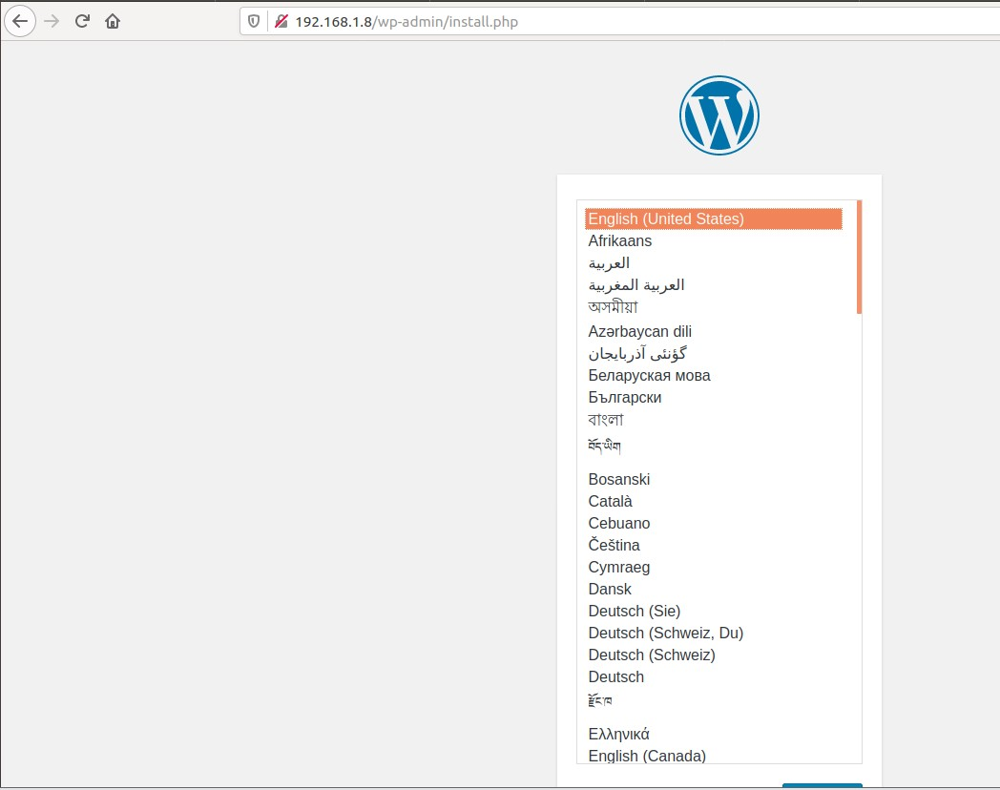 192.168.1.8/wp-admin/install.php
English (United States)
Afrikaans
العربية
العربية المغربية
অসমীয়া
Azərbaycan dili
گؤنئی آذربایجان
Беларуская мова
Български
বাংলা
བོད་ཡིག
Bosanski
Català
Cebuano
Čeština
Cymraeg
Dansk
Deutsch (Sie)
Deutsch (Schweiz, Du)
Deutsch (Schweiz)
Deutsch
རྫོང་ཁ
Ελληνικά
English (Canada)